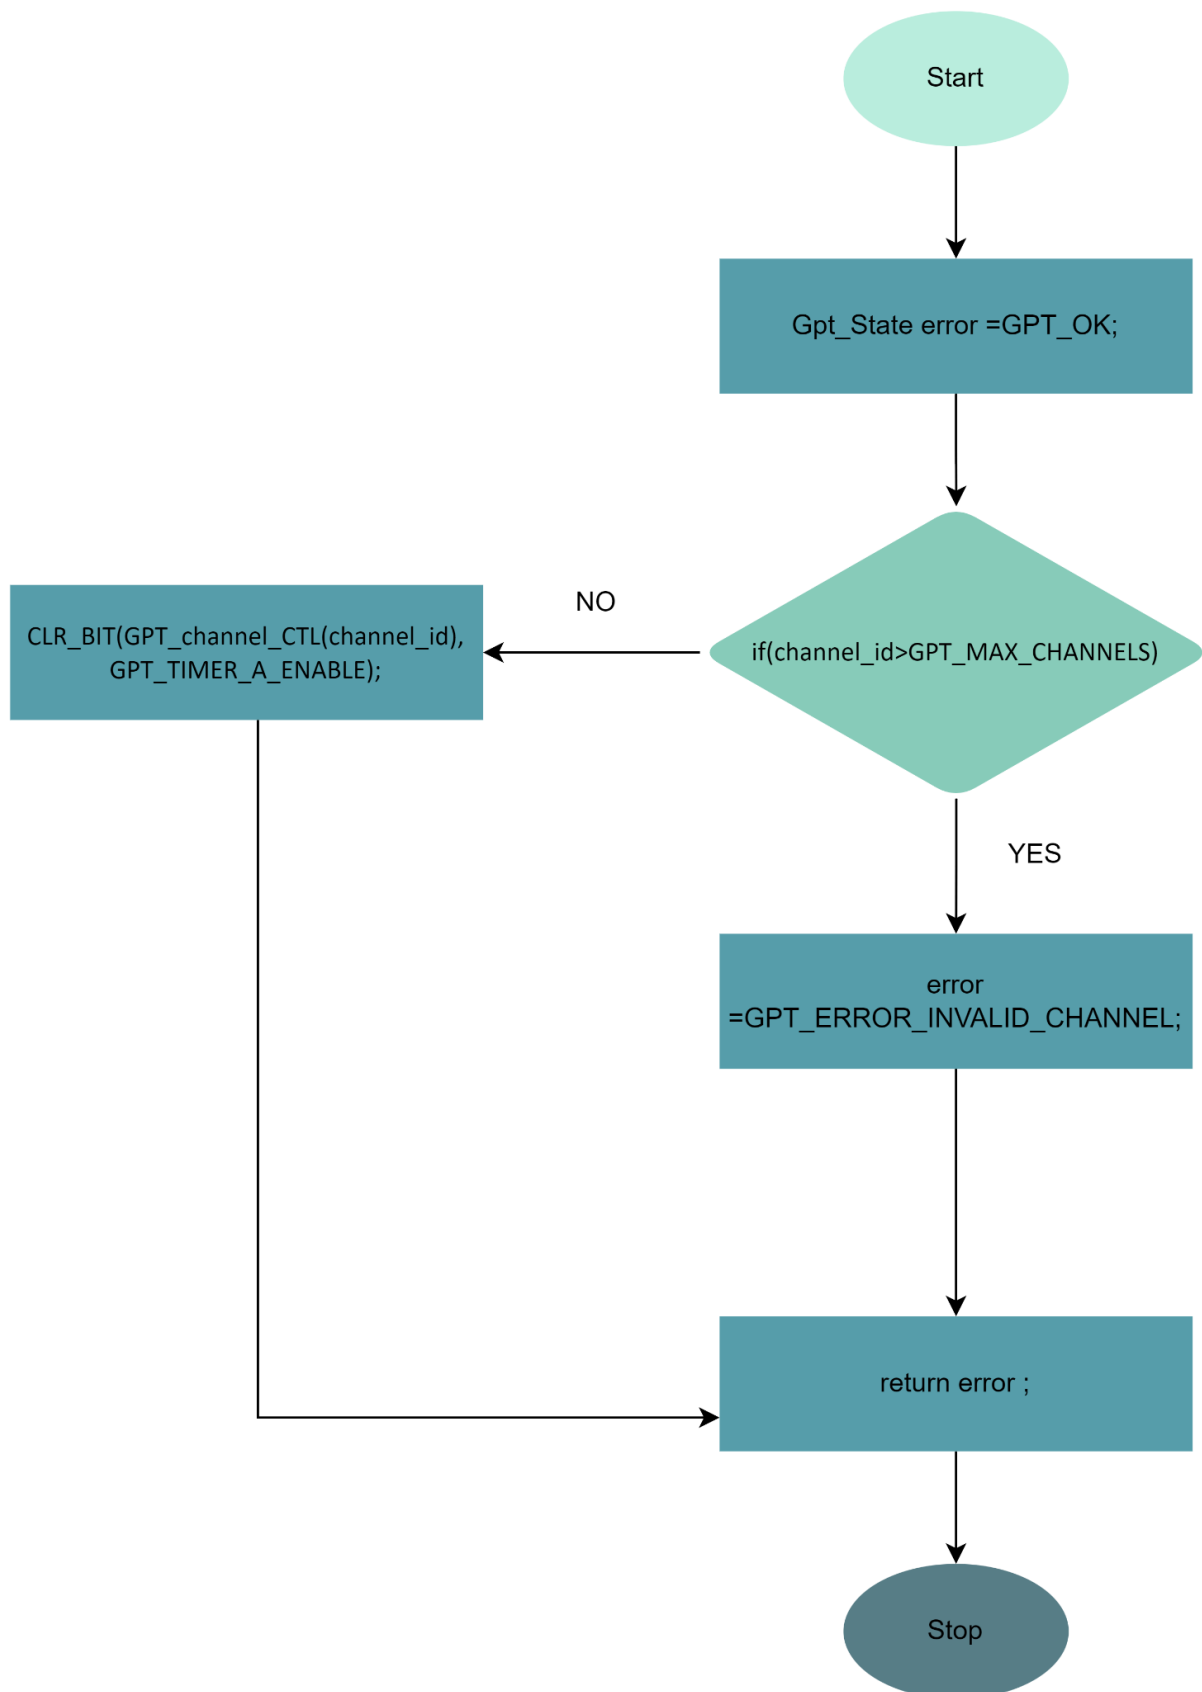 Start
Gpt_State error =GPT_OK;
NO
CLR_BIT(GPT_channel_CTL(channel_id),
GPT_TIMER_A_ENABLE);
if(channel_id>GPT_MAX_CHANNELS)
YES
error
=GPT_ERROR_INVALID_CHANNEL;
return error ;
Stop